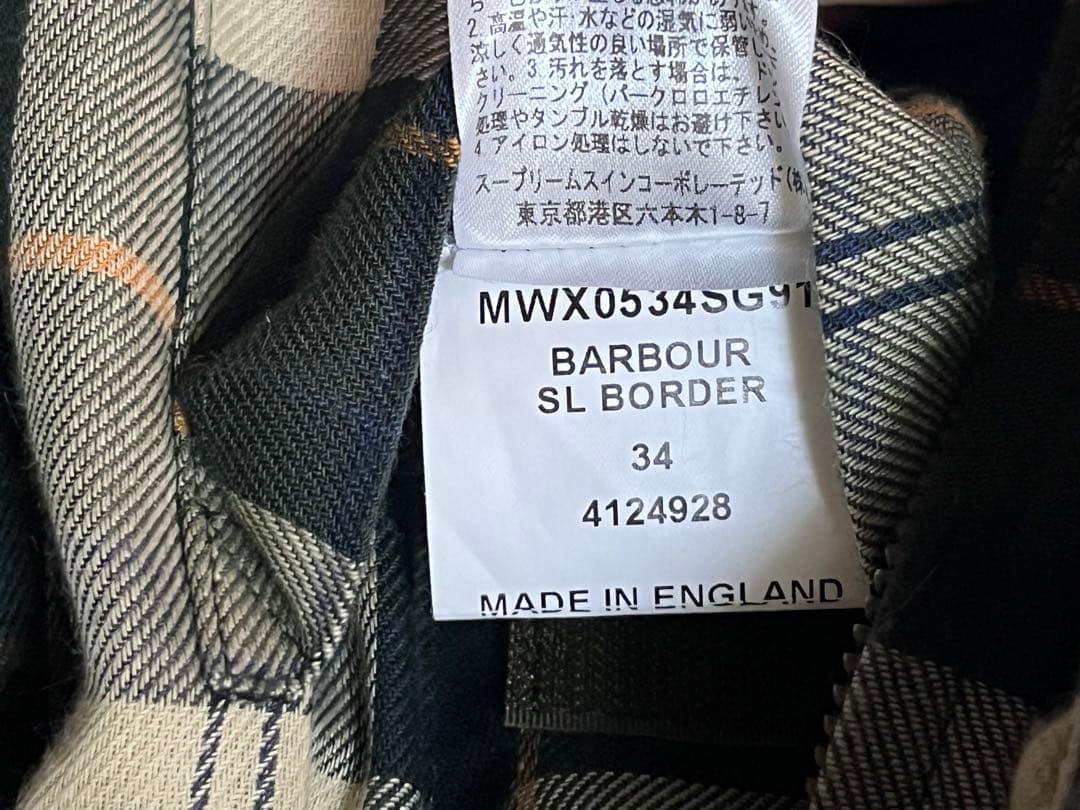 2 高温や汗・水などの湿気に弱い
涼しく通気性の良い場所で保管し
さい。3 汚れを落とす場合は、ド
クリーニング（パークロロエチレン
処理やタンブル乾燥はお避け下さい
4 アイロン処理はしないで下さい。
スープリームスインコーポレーテッド（株
東京都港区六本木1-8-7
MWX0534SG91
BARBOUR
SL BORDER
34
4124928
MADE IN ENGLAND